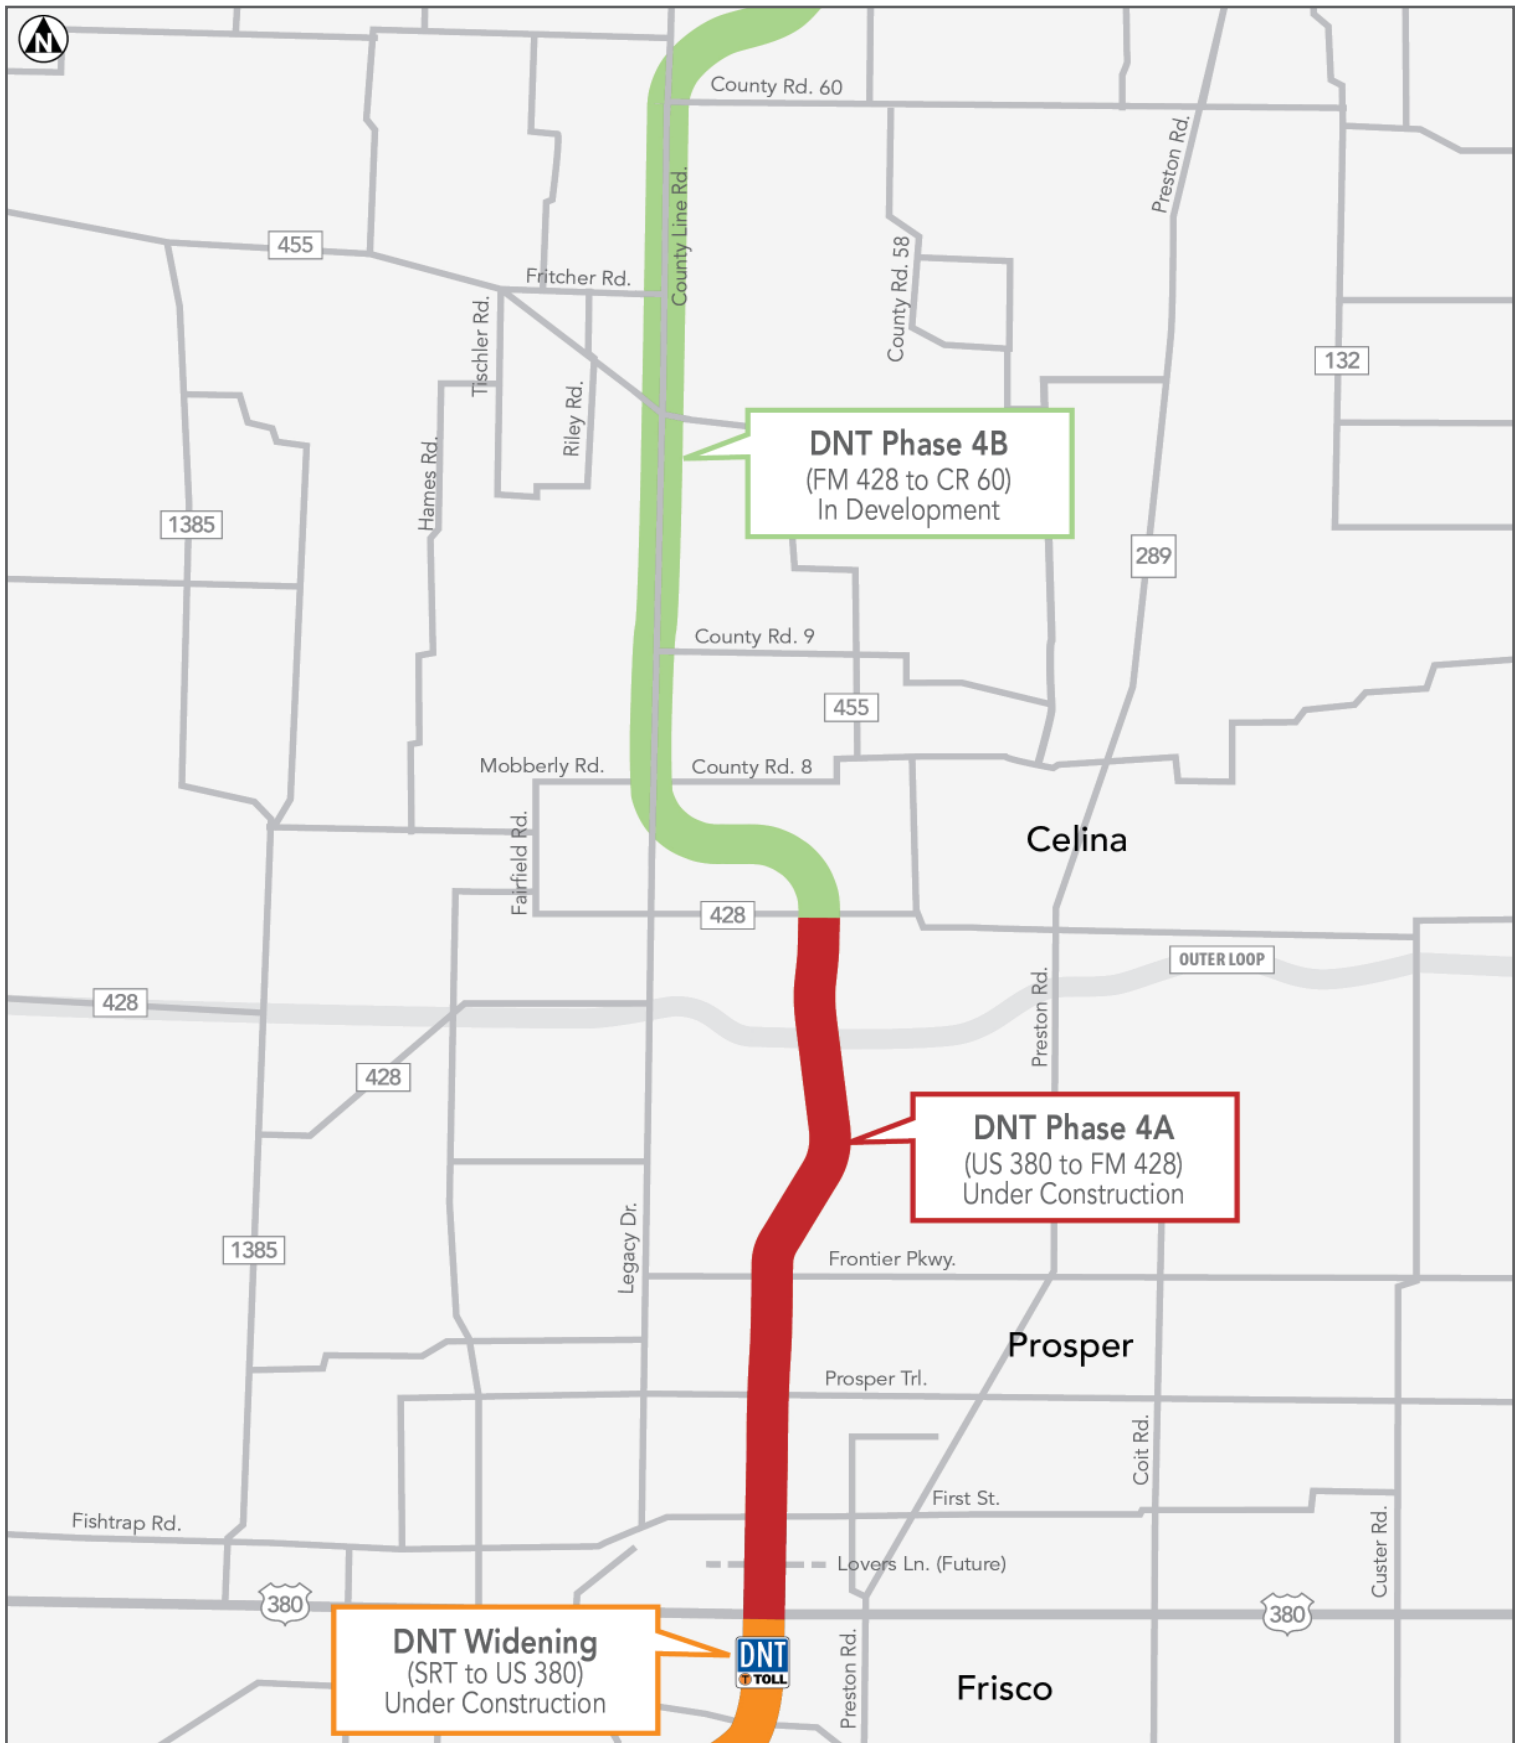 N
County Rd. 60
Preston Rd.
County Line Rd.
455
Fritcher Rd.
County Rd. 58
Tischler Rd.
132
Riley Rd.
Hames Rd.
DNT Phase 4B
(FM 428 to CR 60)
In Development
1385
289
County Rd. 9
455
Mobberly Rd.
County Rd. 8
Fairfield Rd.
Celina
428
OUTER LOOP
428
Preston Rd.
428
DNT Phase 4A
(US 380 to FM 428)
Under Construction
Legacy Dr.
1385
Frontier Pkwy.
Prosper
Prosper Trl.
Coit Rd.
First St.
Fishtrap Rd.
Custer Rd.
Lovers Ln. (Future)
380
380
DNT Widening
(SRT to US 380)
Under Construction
DNT
T TOLL
Preston Rd.
Frisco